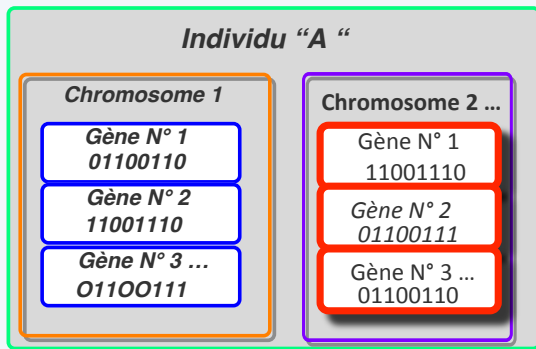 Individu “A “
Chromosome 1
Gène N° 1
01100110
Gène N° 2
11001110
Gène N° 3 ...
O11OO111
Chromosome 2 ...
Gène N° 1
11001110
Gène N° 2
01100111
Gène N° 3 ...
01100110